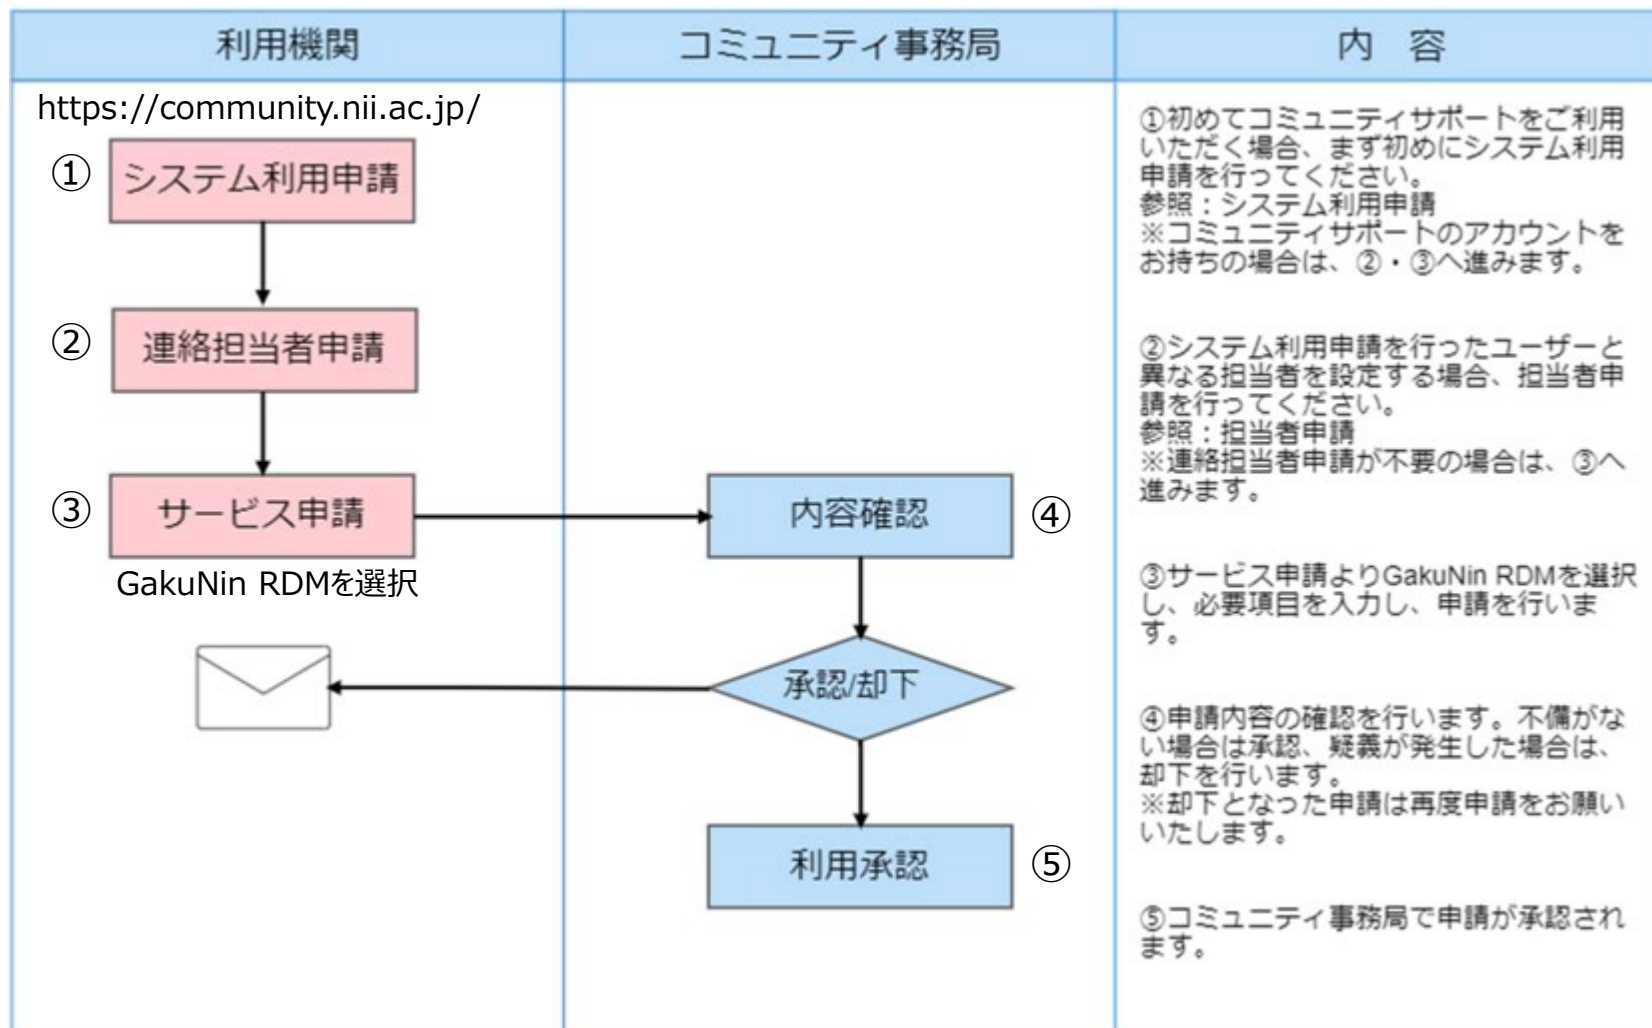 利用機関
コミュニティ事務局
内 容
https://community.nii.ac.jp/
①
システム利用申請
②
連絡担当者申請
③
サービス申請
GakuNin RDMを選択
内容確認
④
承認/却下
利用承認
⑤
①初めてコミュニティサポートをご利用
いただく場合、まず初めにシステム利用
申請を行ってください。
参照：システム利用申請
※コミュニティサポートのアカウントを
お持ちの場合は、②・③へ進みます。
②システム利用申請を行ったユーザーと
異なる担当者を設定する場合、担当者申
請を行ってください。
参照：担当者申請
※連絡担当者申請が不要の場合は、③へ
進みます。
③サービス申請よりGakuNin RDMを選択
し、必要項目を入力し、申請を行いま
す。
④申請内容の確認を行います。不備がな
い場合は承認、疑義が発生した場合は、
却下を行います。
※却下となった申請は再度申請をお願い
いたします。
⑤コミュニティ事務局で申請が承認され
ます。